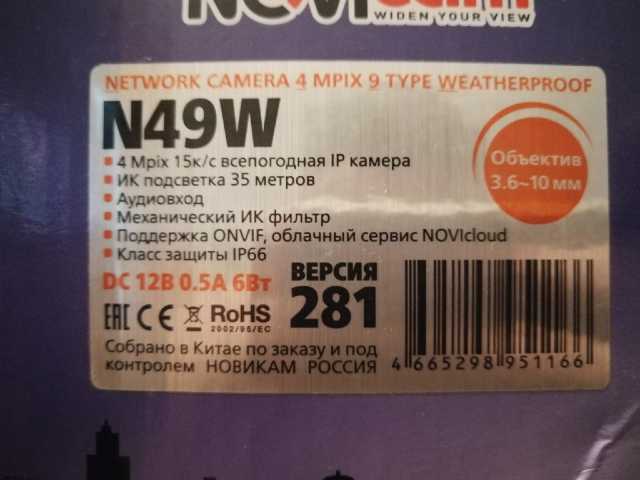 NOVIcam
WIDEN YOUR VIEW
NETWORK CAMERA 4 MPIX 9 TYPE WEATHERPROOF
N49W
4 Mpix 15к/с всепогодная IP камера
ИК подсветка 35 метров
Аудиовход
Механический ИК фильтр
Поддержка ONVIF, облачный сервис NOVIcloud
Класс защиты IP66
Объектив
3.6~10 мм
DC 12В 0.5А 6Вт
ВЕРСИЯ
281
EAC CE RoHS
2002/95/EC
Собрано в Китае по заказу и под
контролем НОВИКАМ РОССИЯ
4 665298 951166